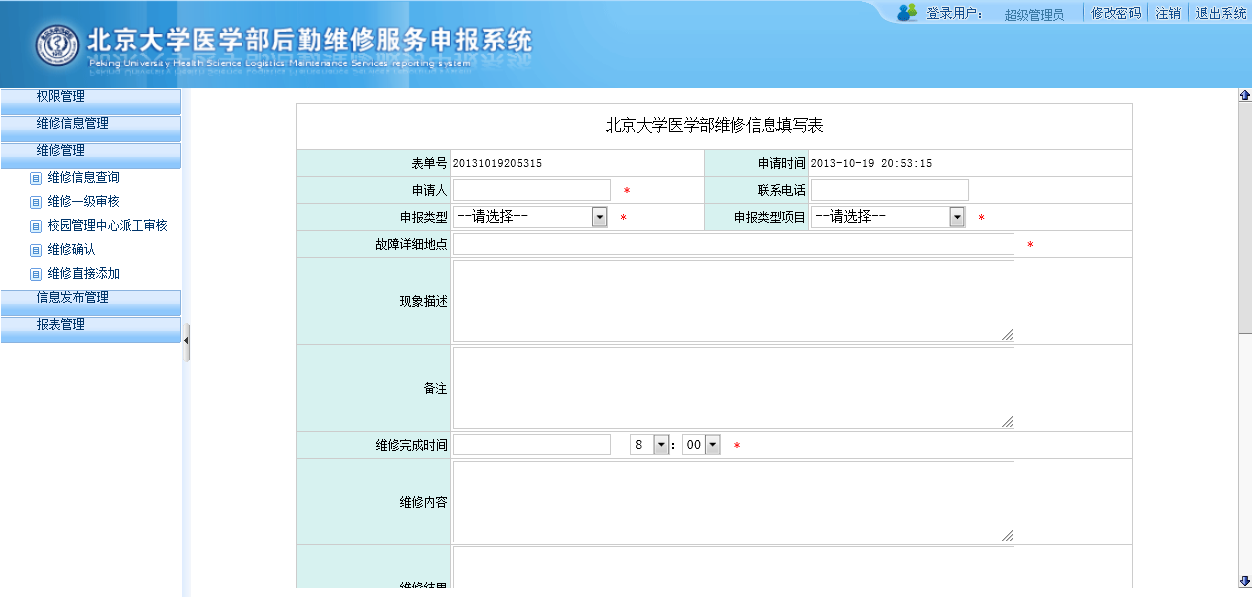 登录用户： 超级管理员 修改密码 注销 退出系统
北京大学医学部后勤维修服务申报系统
Peking University Health Science Logistics Maintenance Services reporting system
权限管理
维修信息管理
维修管理
维修信息查询
维修一级审核
校园管理中心派工审核
维修确认
维修直接添加
信息发布管理
报表管理
北京大学医学部维修信息填写表
表单号 20131019205315 申请时间 2013-10-19 20:53:15
申请人 * 联系电话
申报类型 --请选择-- * 申报类型项目 --请选择-- *
故障详细地点 *
现象描述
备注
维修完成时间 8 : 00 *
维修内容
维修结果